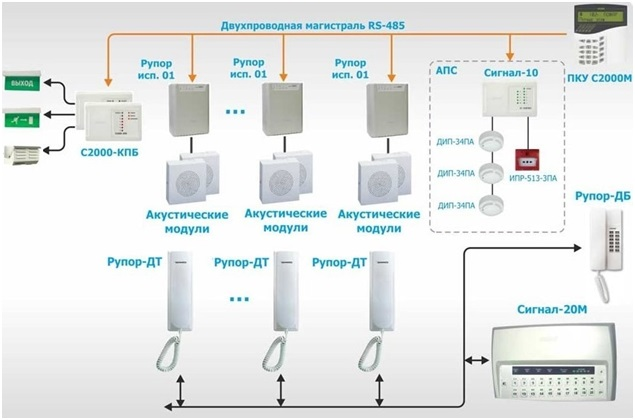 Двухпроводная магистраль RS-485
ПКУ С2000М
Рупор
исп. 01
Рупор
исп. 01
Рупор
исп. 01
АПС
Сигнал-10
ВЫХОД
С2000-КПБ
...
ДИП-34ПА
ДИП-34ПА
ДИП-34ПА
ИПР-513-3ПА
Акустические
модули
Акустические
модули
Акустические
модули
Рупор-ДБ
Рупор-ДТ
Рупор-ДТ
Рупор-ДТ
...
Сигнал-20М